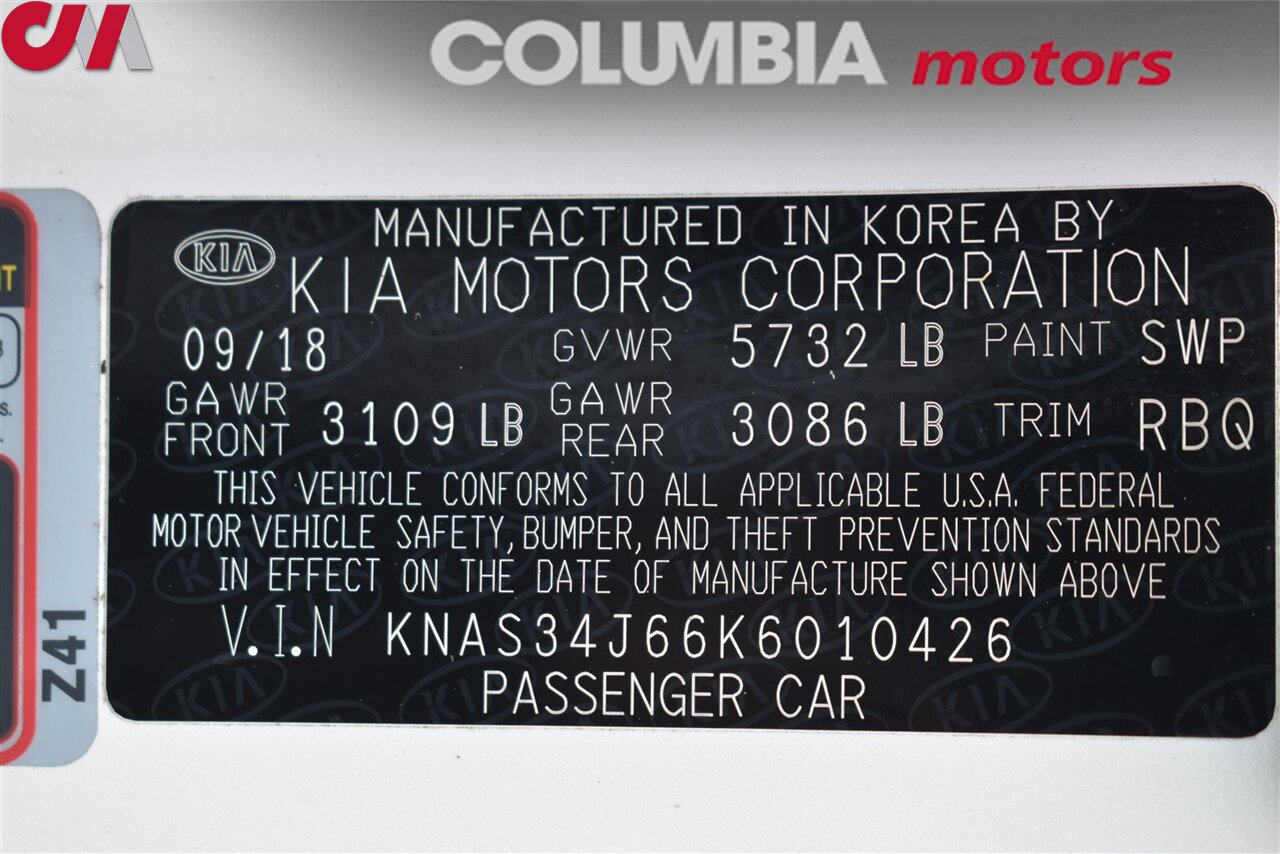 CM
COLUMBIA motors
KIA
MANUFACTURED IN KOREA BY
KIA MOTORS CORPORATION
09/18 GVWR 5732 LB PAINT SWP
GAWR FRONT 3109 LB GAWR REAR 3086 LB TRIM RBQ
THIS VEHICLE CONFORMS TO ALL APPLICABLE U.S.A. FEDERAL
MOTOR VEHICLE SAFETY, BUMPER, AND THEFT PREVENTION STANDARDS
IN EFFECT ON THE DATE OF MANUFACTURE SHOWN ABOVE
V.I.N KNAS34J66K6010426
PASSENGER CAR
Z41